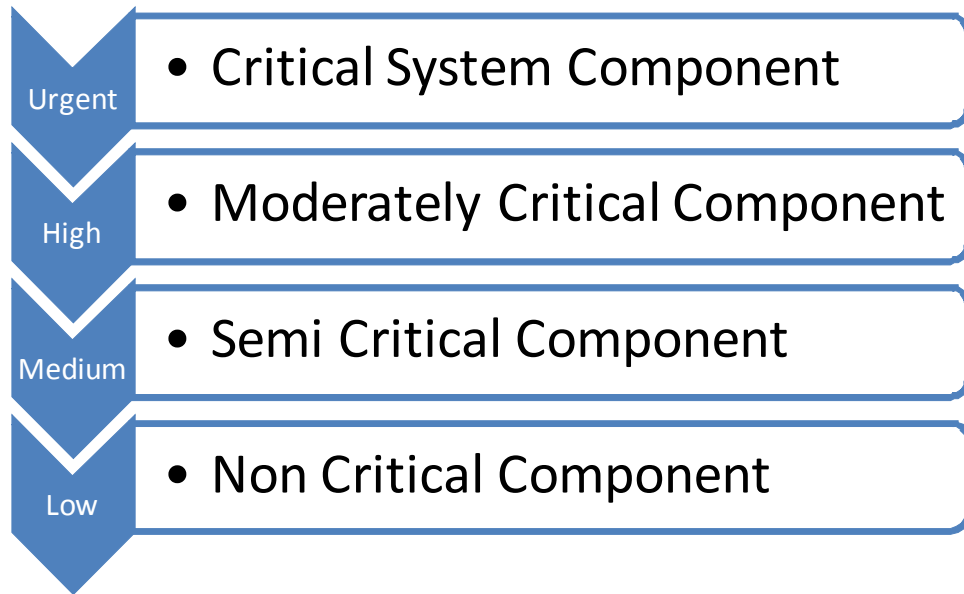 Urgent
• Critical System Component
High
• Moderately Critical Component
Medium
• Semi Critical Component
Low
• Non Critical Component